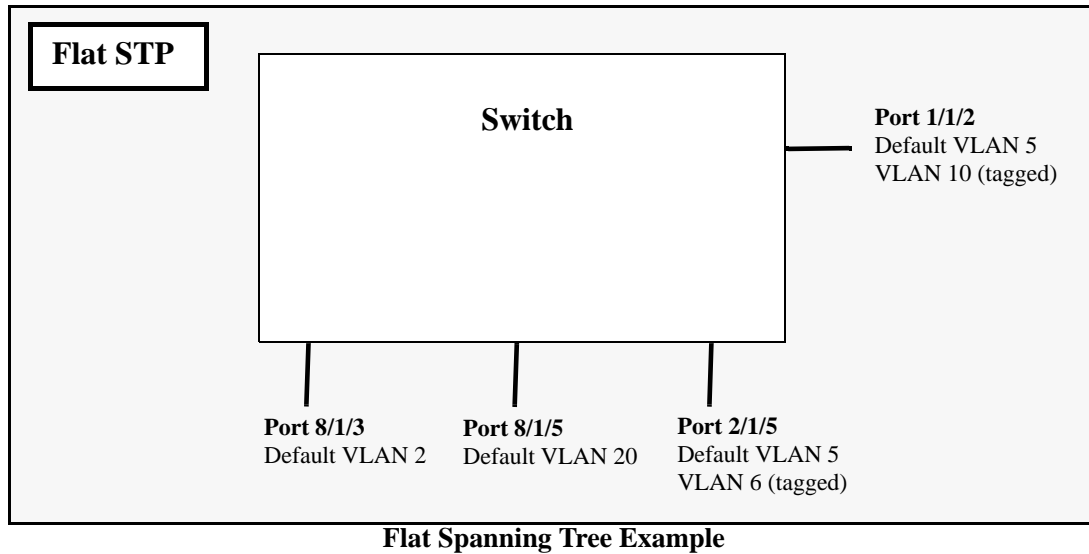 Flat STP
Switch
Port 1/1/2
Default VLAN 5
VLAN 10 (tagged)
Port 8/1/3
Default VLAN 2
Port 8/1/5
Default VLAN 20
Port 2/1/5
Default VLAN 5
VLAN 6 (tagged)
Flat Spanning Tree Example